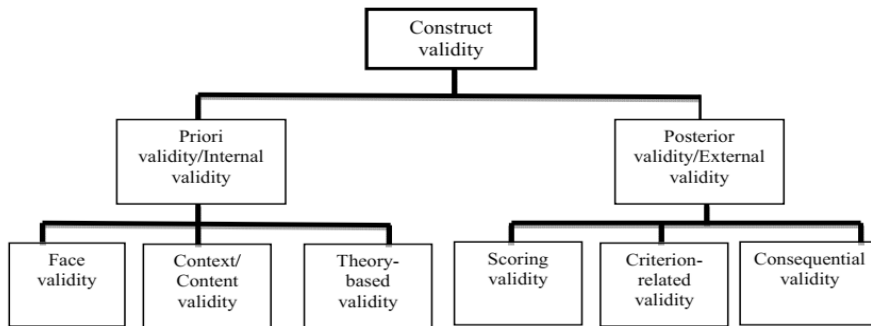 Construct
validity
Priori
validity/Internal
validity
Posterior
validity/External
validity
Face
validity
Context/
Content
validity
Theory-
based
validity
Scoring
validity
Criterion-
related
validity
Consequential
validity